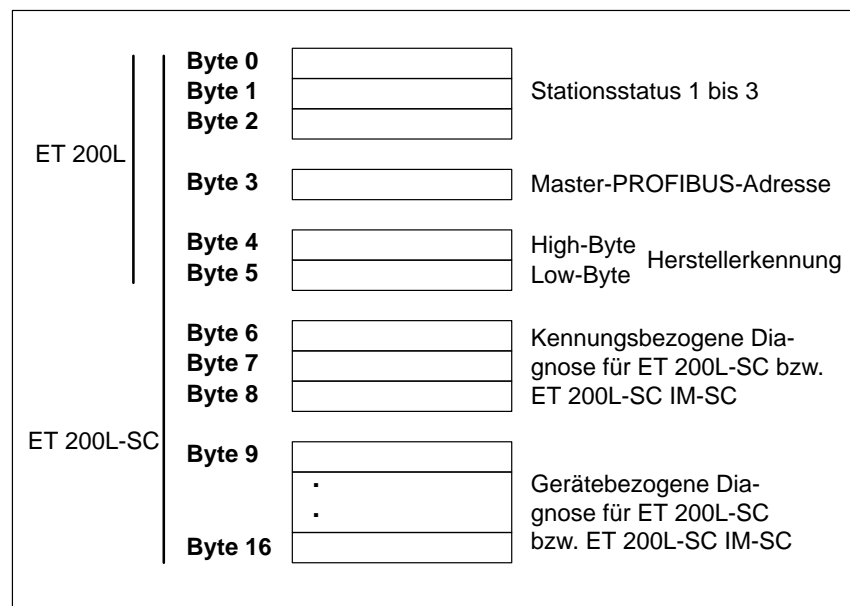 Byte 0
Byte 1
Byte 2
Stationsstatus 1 bis 3
ET 200L
Byte 3
Master-PROFIBUS-Adresse
Byte 4
Byte 5
High-Byte
Low-Byte
Herstellerkennung
Byte 6
Byte 7
Byte 8
Kennungsbezogene Dia-
gnose für ET 200L-SC bzw.
ET 200L-SC IM-SC
ET 200L-SC
Byte 9
.
.
Byte 16
Gerätebezogene Dia-
gnose für ET 200L-SC
bzw. ET 200L-SC IM-SC